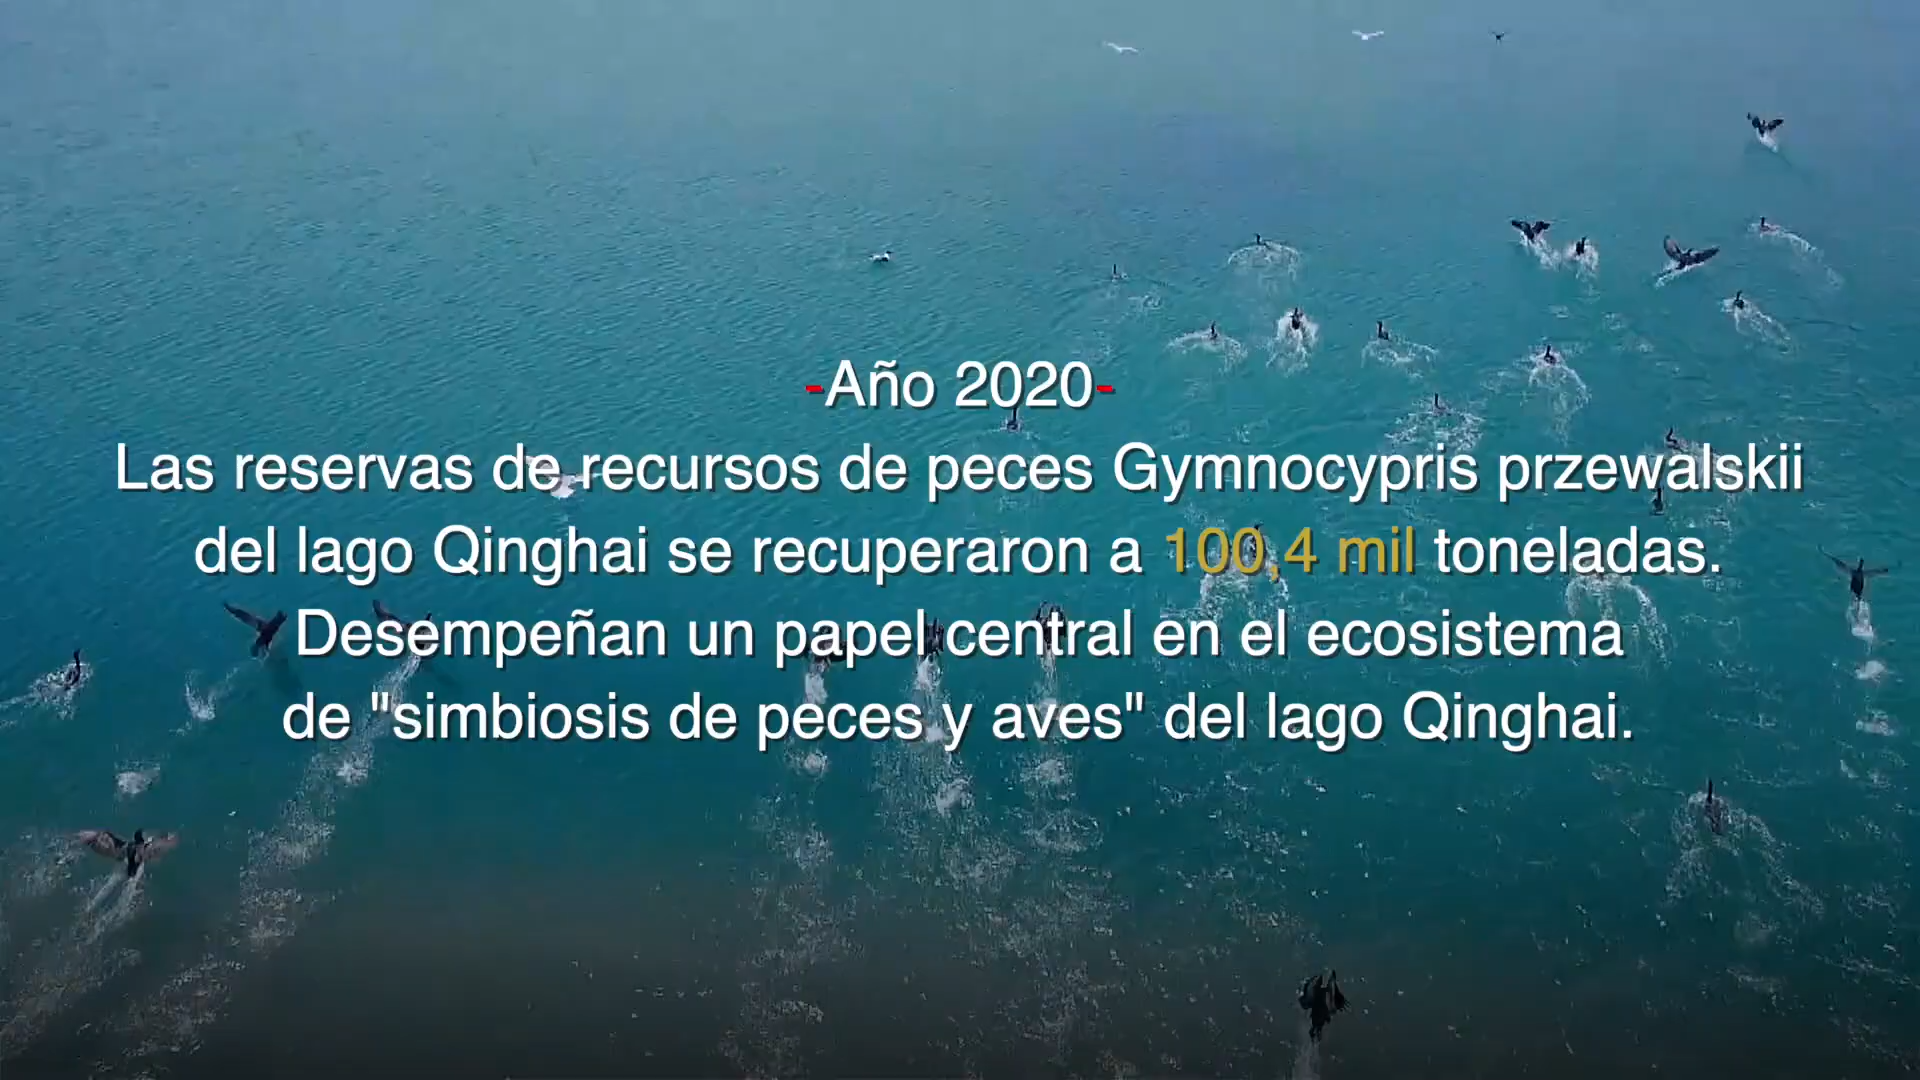 -Año 2020-
Las reservas de recursos de peces Gymnocypris przewalskii
del lago Qinghai se recuperaron a 100,4 mil toneladas.
Desempeñan un papel central en el ecosistema
de "simbiosis de peces y aves" del lago Qinghai.